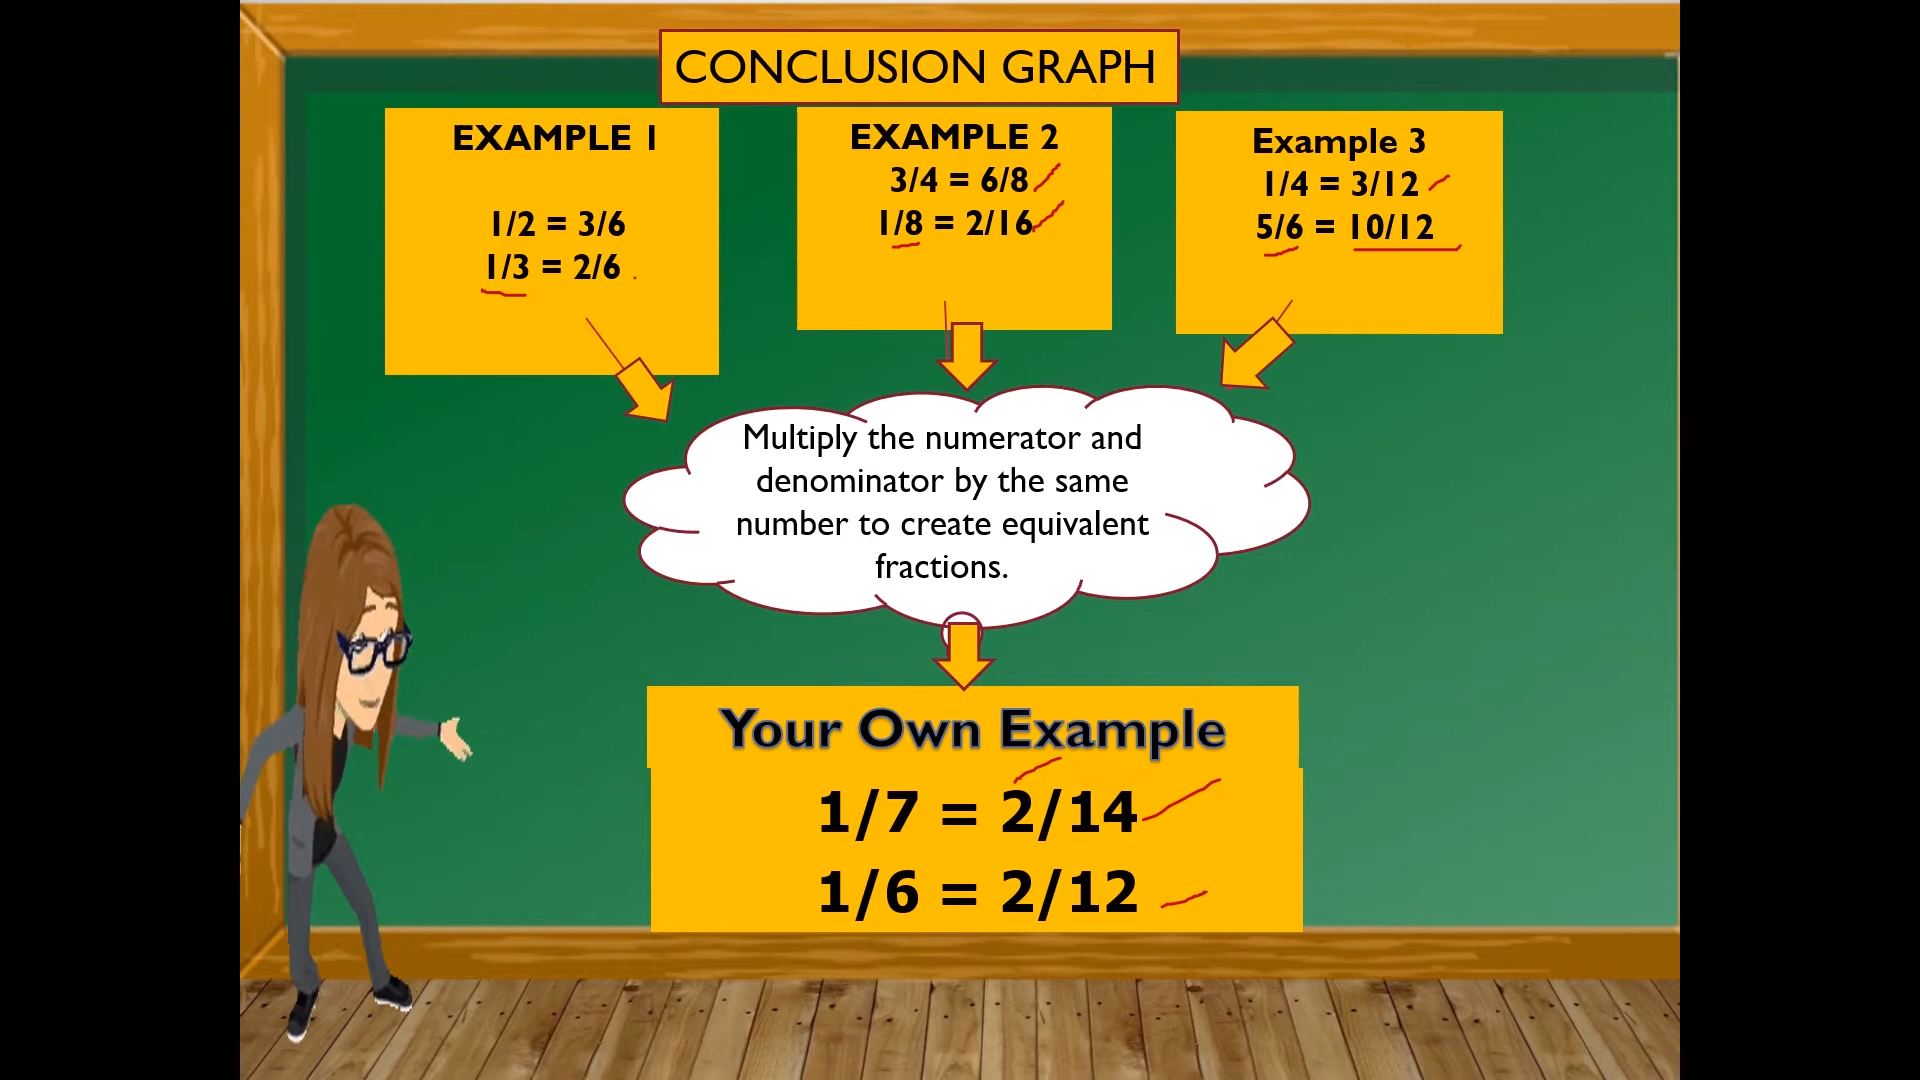 CONCLUSION GRAPH
EXAMPLE 1
1/2 = 3/6
1/3 = 2/6
EXAMPLE 2
3/4 = 6/8
1/8 = 2/16
Example 3
1/4 = 3/12
5/6 = 10/12
Multiply the numerator and
denominator by the same
number to create equivalent
fractions.
Your Own Example
1/7 = 2/14
1/6 = 2/12